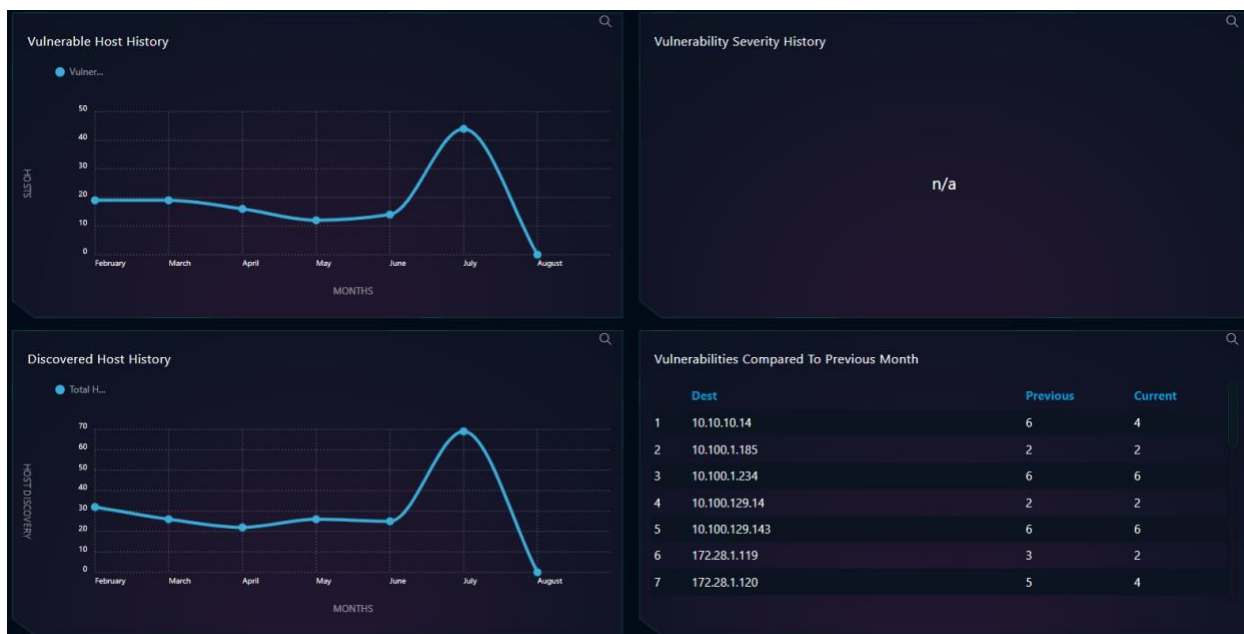 Vulnerable Host History
Vulner...
50
40
30
20
10
0
HOSTS
February March April May June July August
MONTHS
Vulnerability Severity History
n/a
Discovered Host History
Total H...
70
60
50
40
30
20
10
0
HOST DISCOVERY
February March April May June July August
MONTHS
Vulnerabilities Compared To Previous Month
Dest Previous Current
1 10.10.10.14 6 4
2 10.100.1.185 2 2
3 10.100.1.234 6 6
4 10.100.129.14 2 2
5 10.100.129.143 6 6
6 172.28.1.119 3 2
7 172.28.1.120 5 4